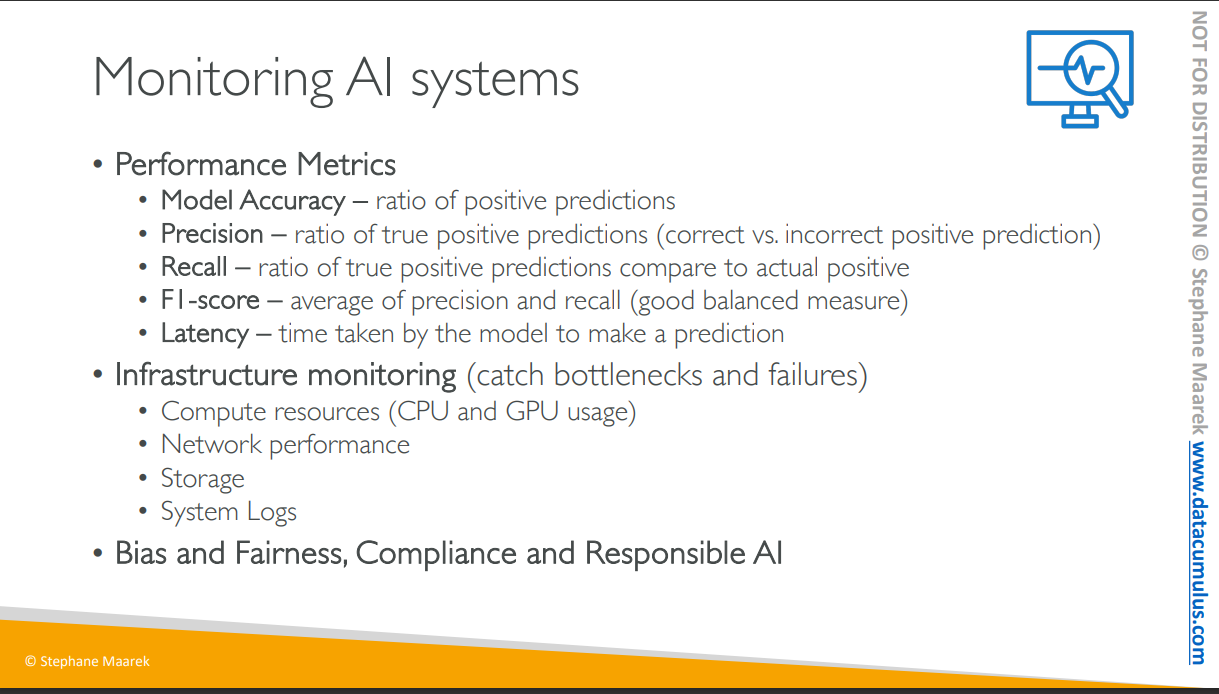 Monitoring AI systems
• Performance Metrics
• Model Accuracy – ratio of positive predictions
• Precision – ratio of true positive predictions (correct vs. incorrect positive prediction)
• Recall – ratio of true positive predictions compare to actual positive
• F1-score – average of precision and recall (good balanced measure)
• Latency – time taken by the model to make a prediction
• Infrastructure monitoring (catch bottlenecks and failures)
• Compute resources (CPU and GPU usage)
• Network performance
• Storage
• System Logs
• Bias and Fairness, Compliance and Responsible AI
© Stephane Maarek
NOT FOR DISTRIBUTION © Stephane Maarek www.datacumulus.com